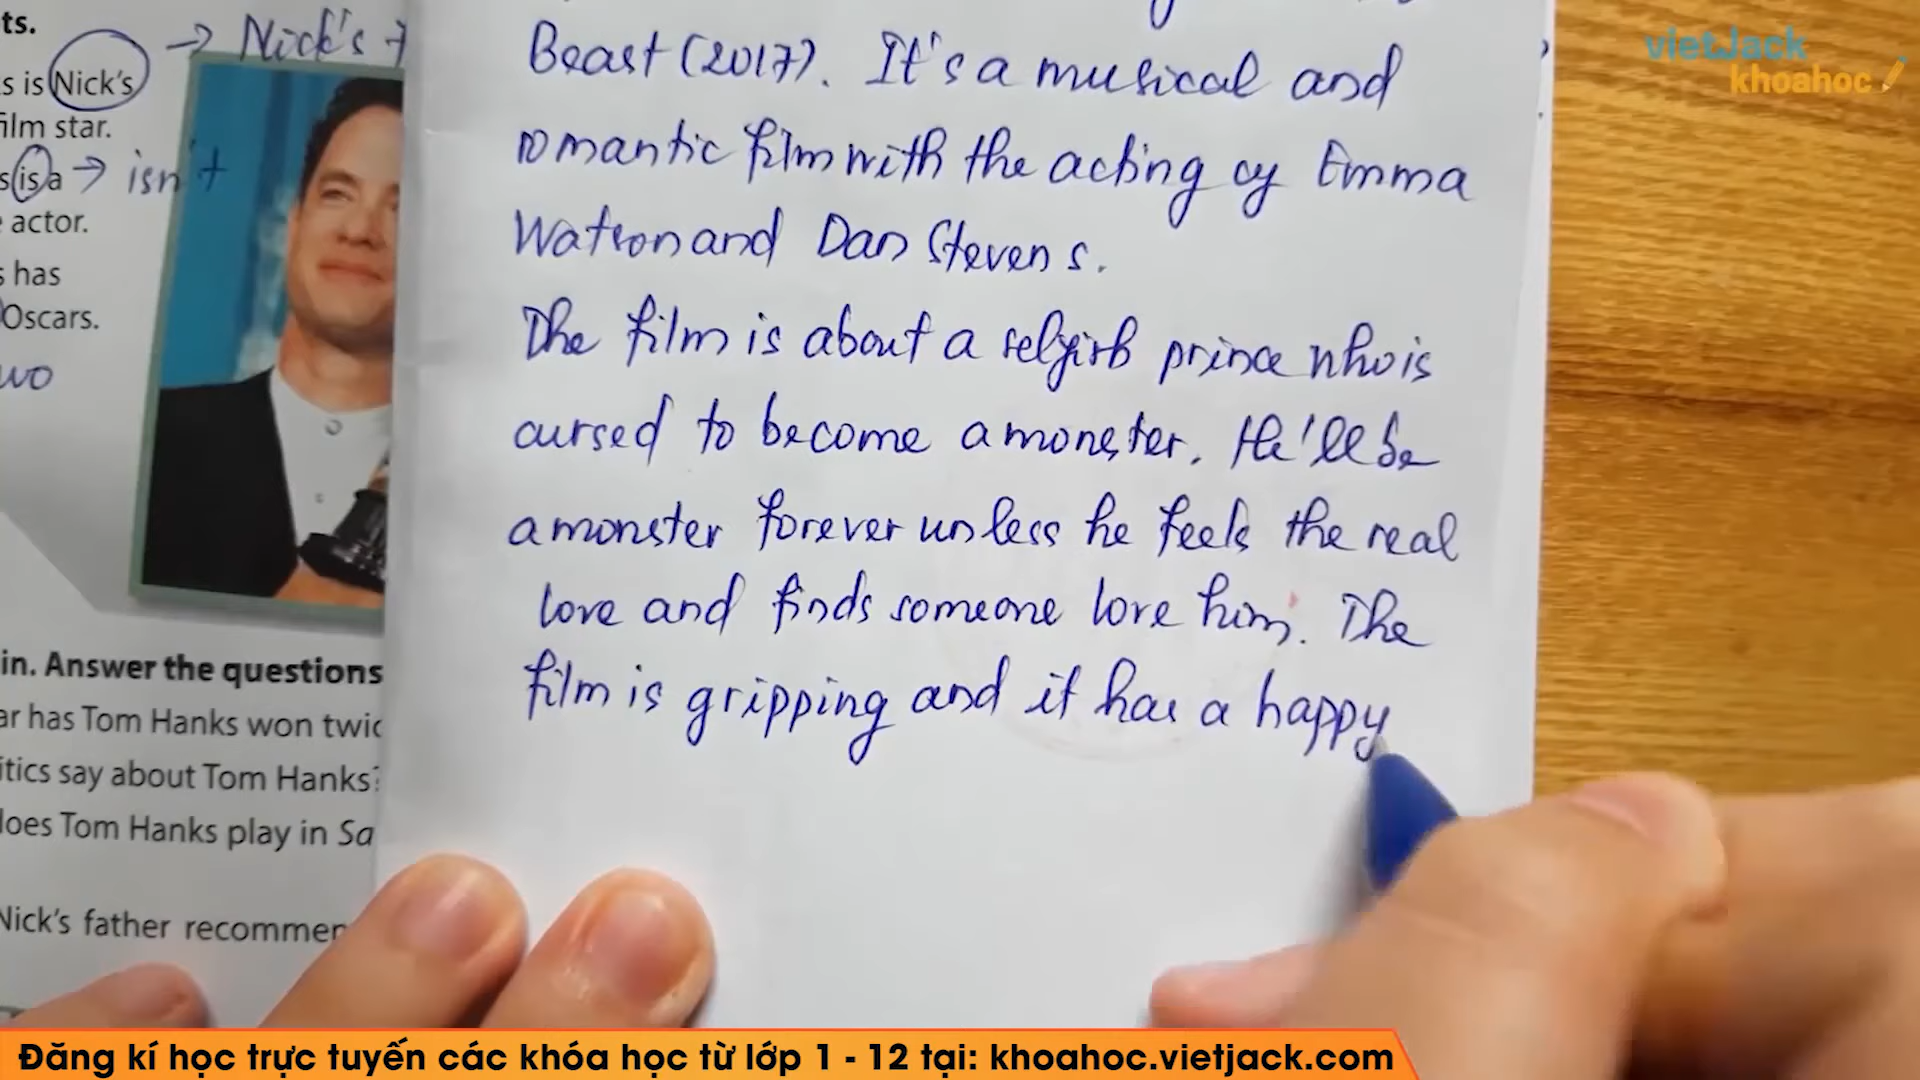 ts.
→ Nick's
s is Nick's
film star.
s is a → isn't
actor.
s has
Oscars.
wo
in. Answer the questions
ar has Tom Hanks won twic
itics say about Tom Hanks?
does Tom Hanks play in Sa
Nick's father recommen
Beast (2017). It's a musical and
romantic film with the acting of Emma
Watson and Dan Stevens.
The film is about a selfish prince who is
cursed to become a monster. He'll be
a monster forever unless he feels the real
love and finds someone love him. The
film is gripping and it has a happy
vietJack
khoahoc
Đăng kí học trực tuyến các khóa học từ lớp 1 - 12 tại: khoahoc.vietjack.com